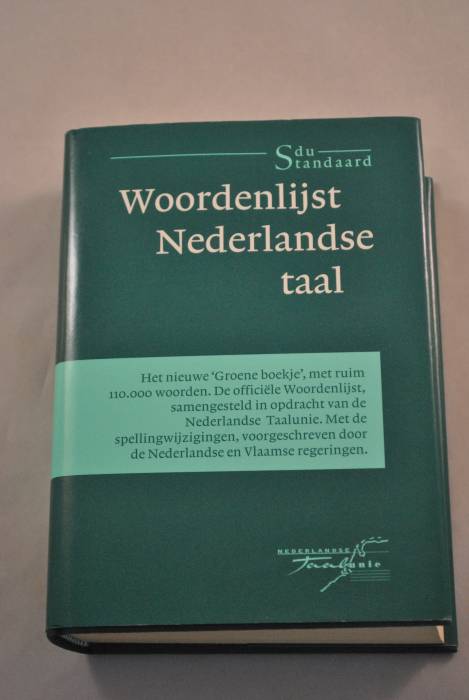 Sdu
Standaard
Woordenlijst
Nederlandse
taal
Het nieuwe ‘Groene boekje’, met ruim
110.000 woorden. De officiële Woordenlijst,
samengesteld in opdracht van de
Nederlandse Taalunie. Met de
spellingwijzigingen, voorgeschreven door
de Nederlandse en Vlaamse regeringen.
NEDERLANDSE
Taalunie